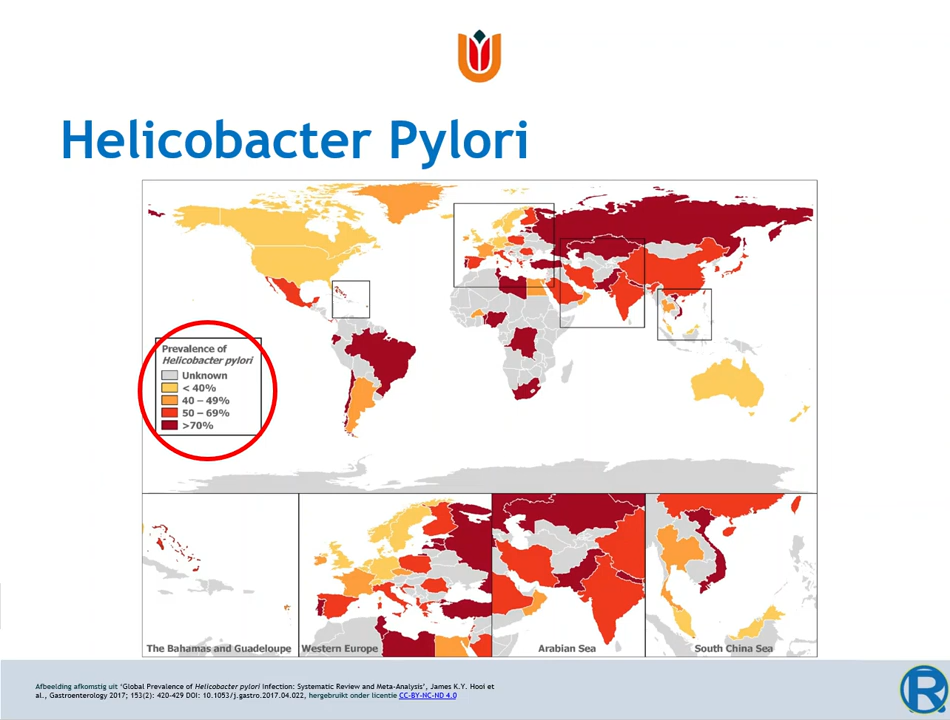 Helicobacter Pylori
Prevalence of
Helicobacter pylori
Unknown
< 40%
40 – 49%
50 – 69%
>70%
The Bahamas and Guadeloupe
Western Europe
Arabian Sea
South China Sea
Afbeelding afkomstig uit ‘Global Prevalence of Helicobacter pylori Infection: Systematic Review and Meta-Analysis’, James K.Y. Hooi et
al., Gastroenterology 2017; 153(2): 420-429 DOI: 10.1053/j.gastro.2017.04.022, hergebruikt onder licentie CC-BY-NC-ND 4.0
R